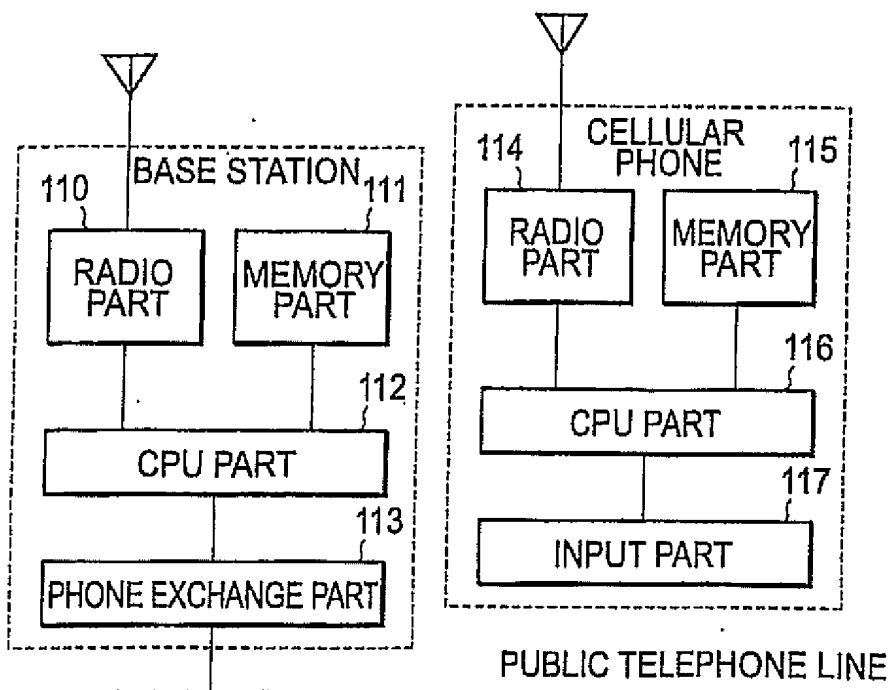 BASE STATION
110
111
RADIO
PART
MEMORY
PART
112
CPU PART
113
PHONE EXCHANGE PART
CELLULAR
PHONE
114
115
RADIO
PART
MEMORY
PART
116
CPU PART
117
INPUT PART
PUBLIC TELEPHONE LINE